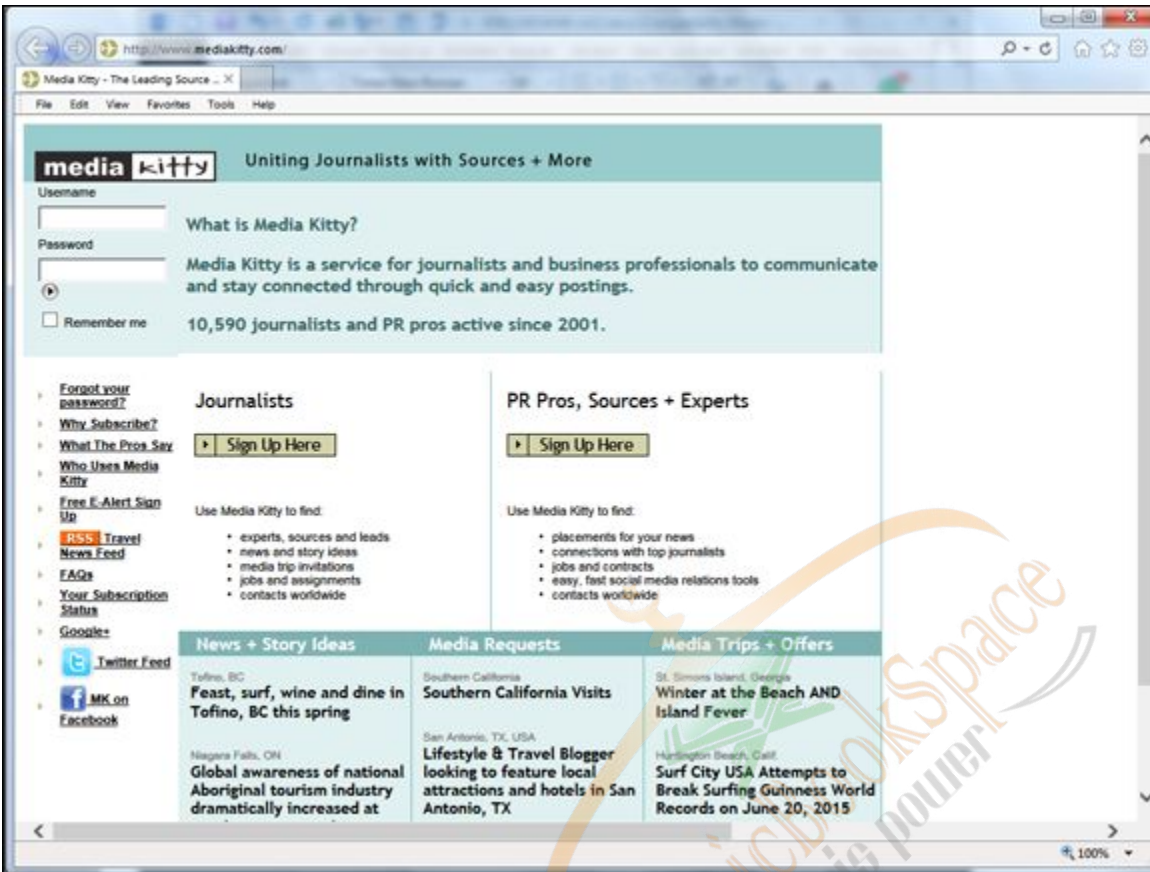 http://www.mediakitty.com/
Media Kitty - The Leading Source ...
File Edit View Favorites Tools Help
media kitty
Uniting Journalists with Sources + More
Username
Password
Remember me
What is Media Kitty?
Media Kitty is a service for journalists and business professionals to communicate
and stay connected through quick and easy postings.
10,590 journalists and PR pros active since 2001.
Forgot your
password?
Why Subscribe?
What The Pros Say
Who Uses Media
Kitty
Free E-Alert Sign
Up
RSS Travel
News Feed
FAQs
Your Subscription
Status
Google+
Twitter Feed
MK on
Facebook
Journalists
Sign Up Here
Use Media Kitty to find:
• experts, sources and leads
• news and story ideas
• media trip invitations
• jobs and assignments
• contacts worldwide
PR Pros, Sources + Experts
Sign Up Here
Use Media Kitty to find:
• placements for your news
• connections with top journalists
• jobs and contracts
• easy, fast social media relations tools
• contacts worldwide
News + Story Ideas
Tofino, BC
Feast, surf, wine and dine in
Tofino, BC this spring
Niagara Falls, ON
Global awareness of national
Aboriginal tourism industry
dramatically increased at
Media Requests
Southern California
Southern California Visits
San Antonio, TX, USA
Lifestyle & Travel Blogger
looking to feature local
attractions and hotels in San
Antonio, TX
Media Trips + Offers
St. Simons Island, Georgia
Winter at the Beach AND
Island Fever
Huntington Beach, Calif.
Surf City USA Attempts to
Break Surfing Guinness World
Records on June 20, 2015
100%
is power